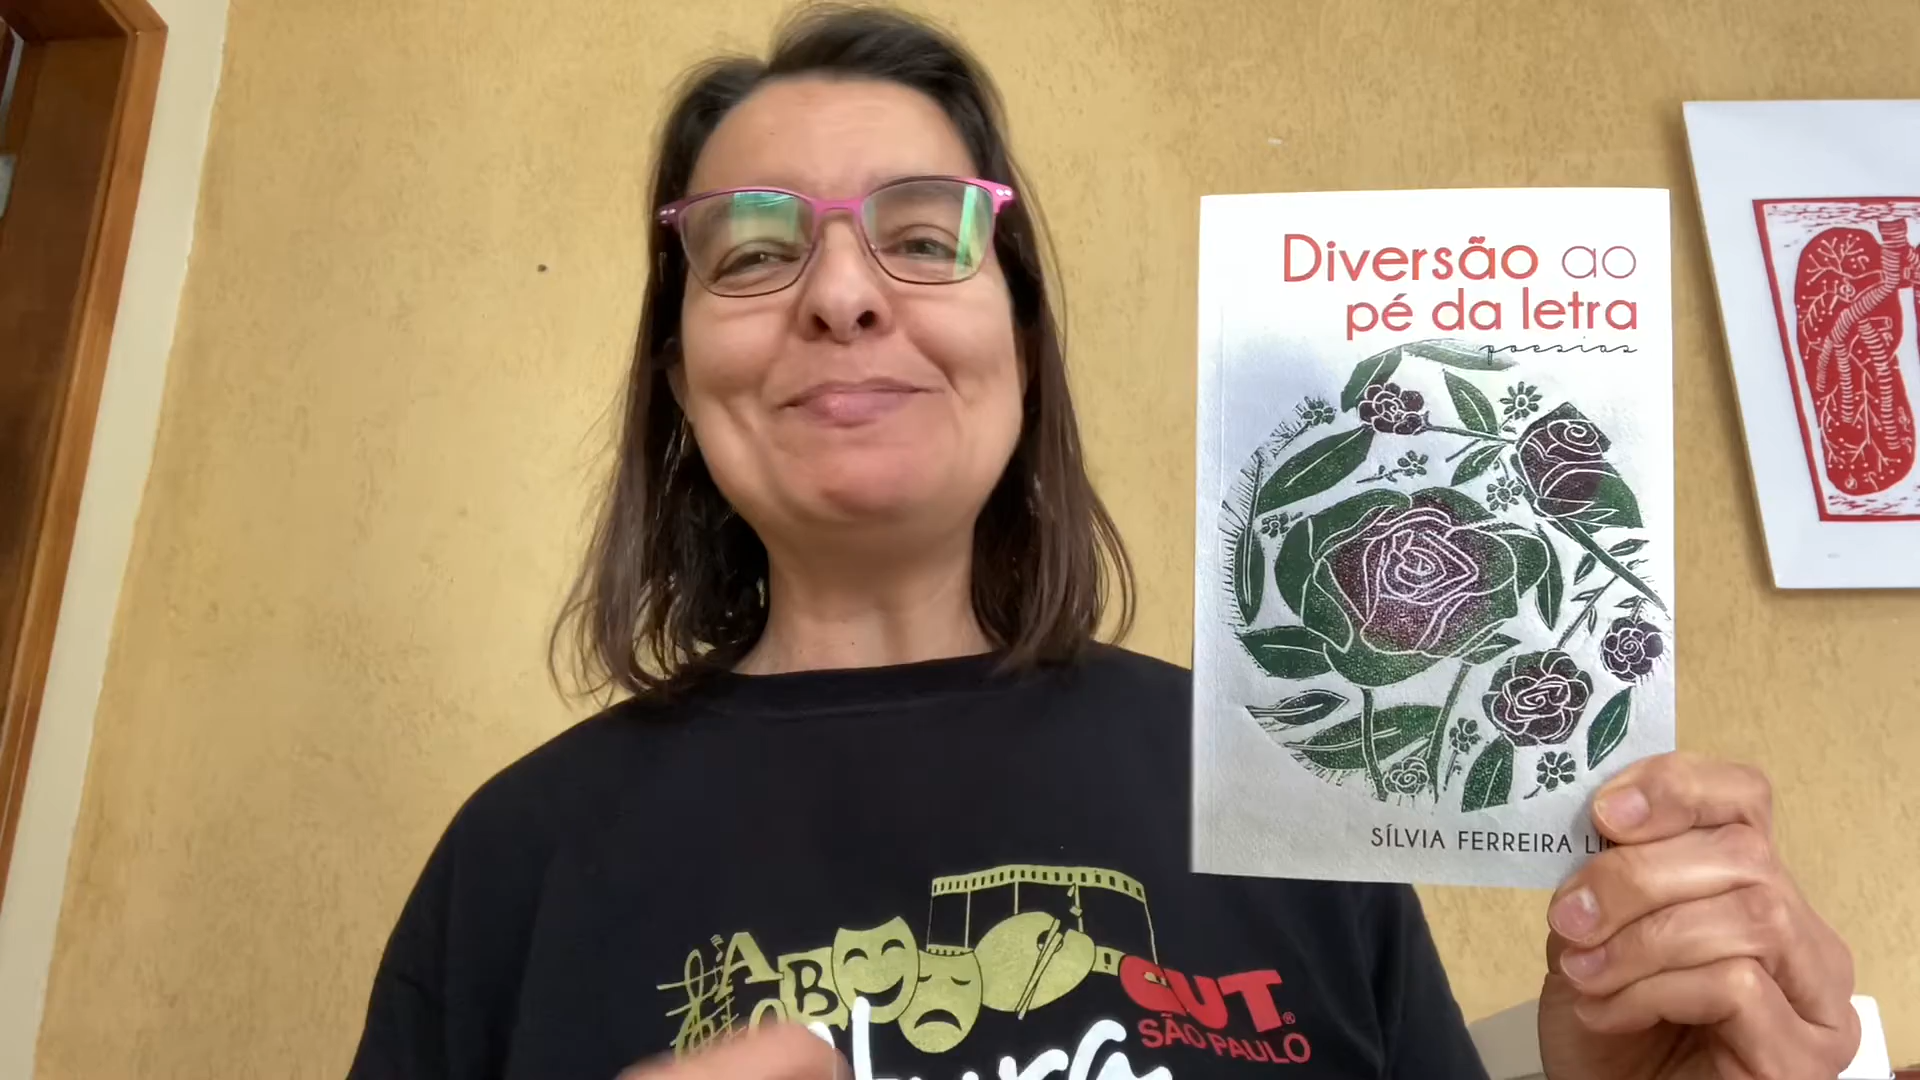 Diversão ao
pé da letra
poesias
SÍLVIA FERREIRA
A
B
CUT®
SÃO PAULO